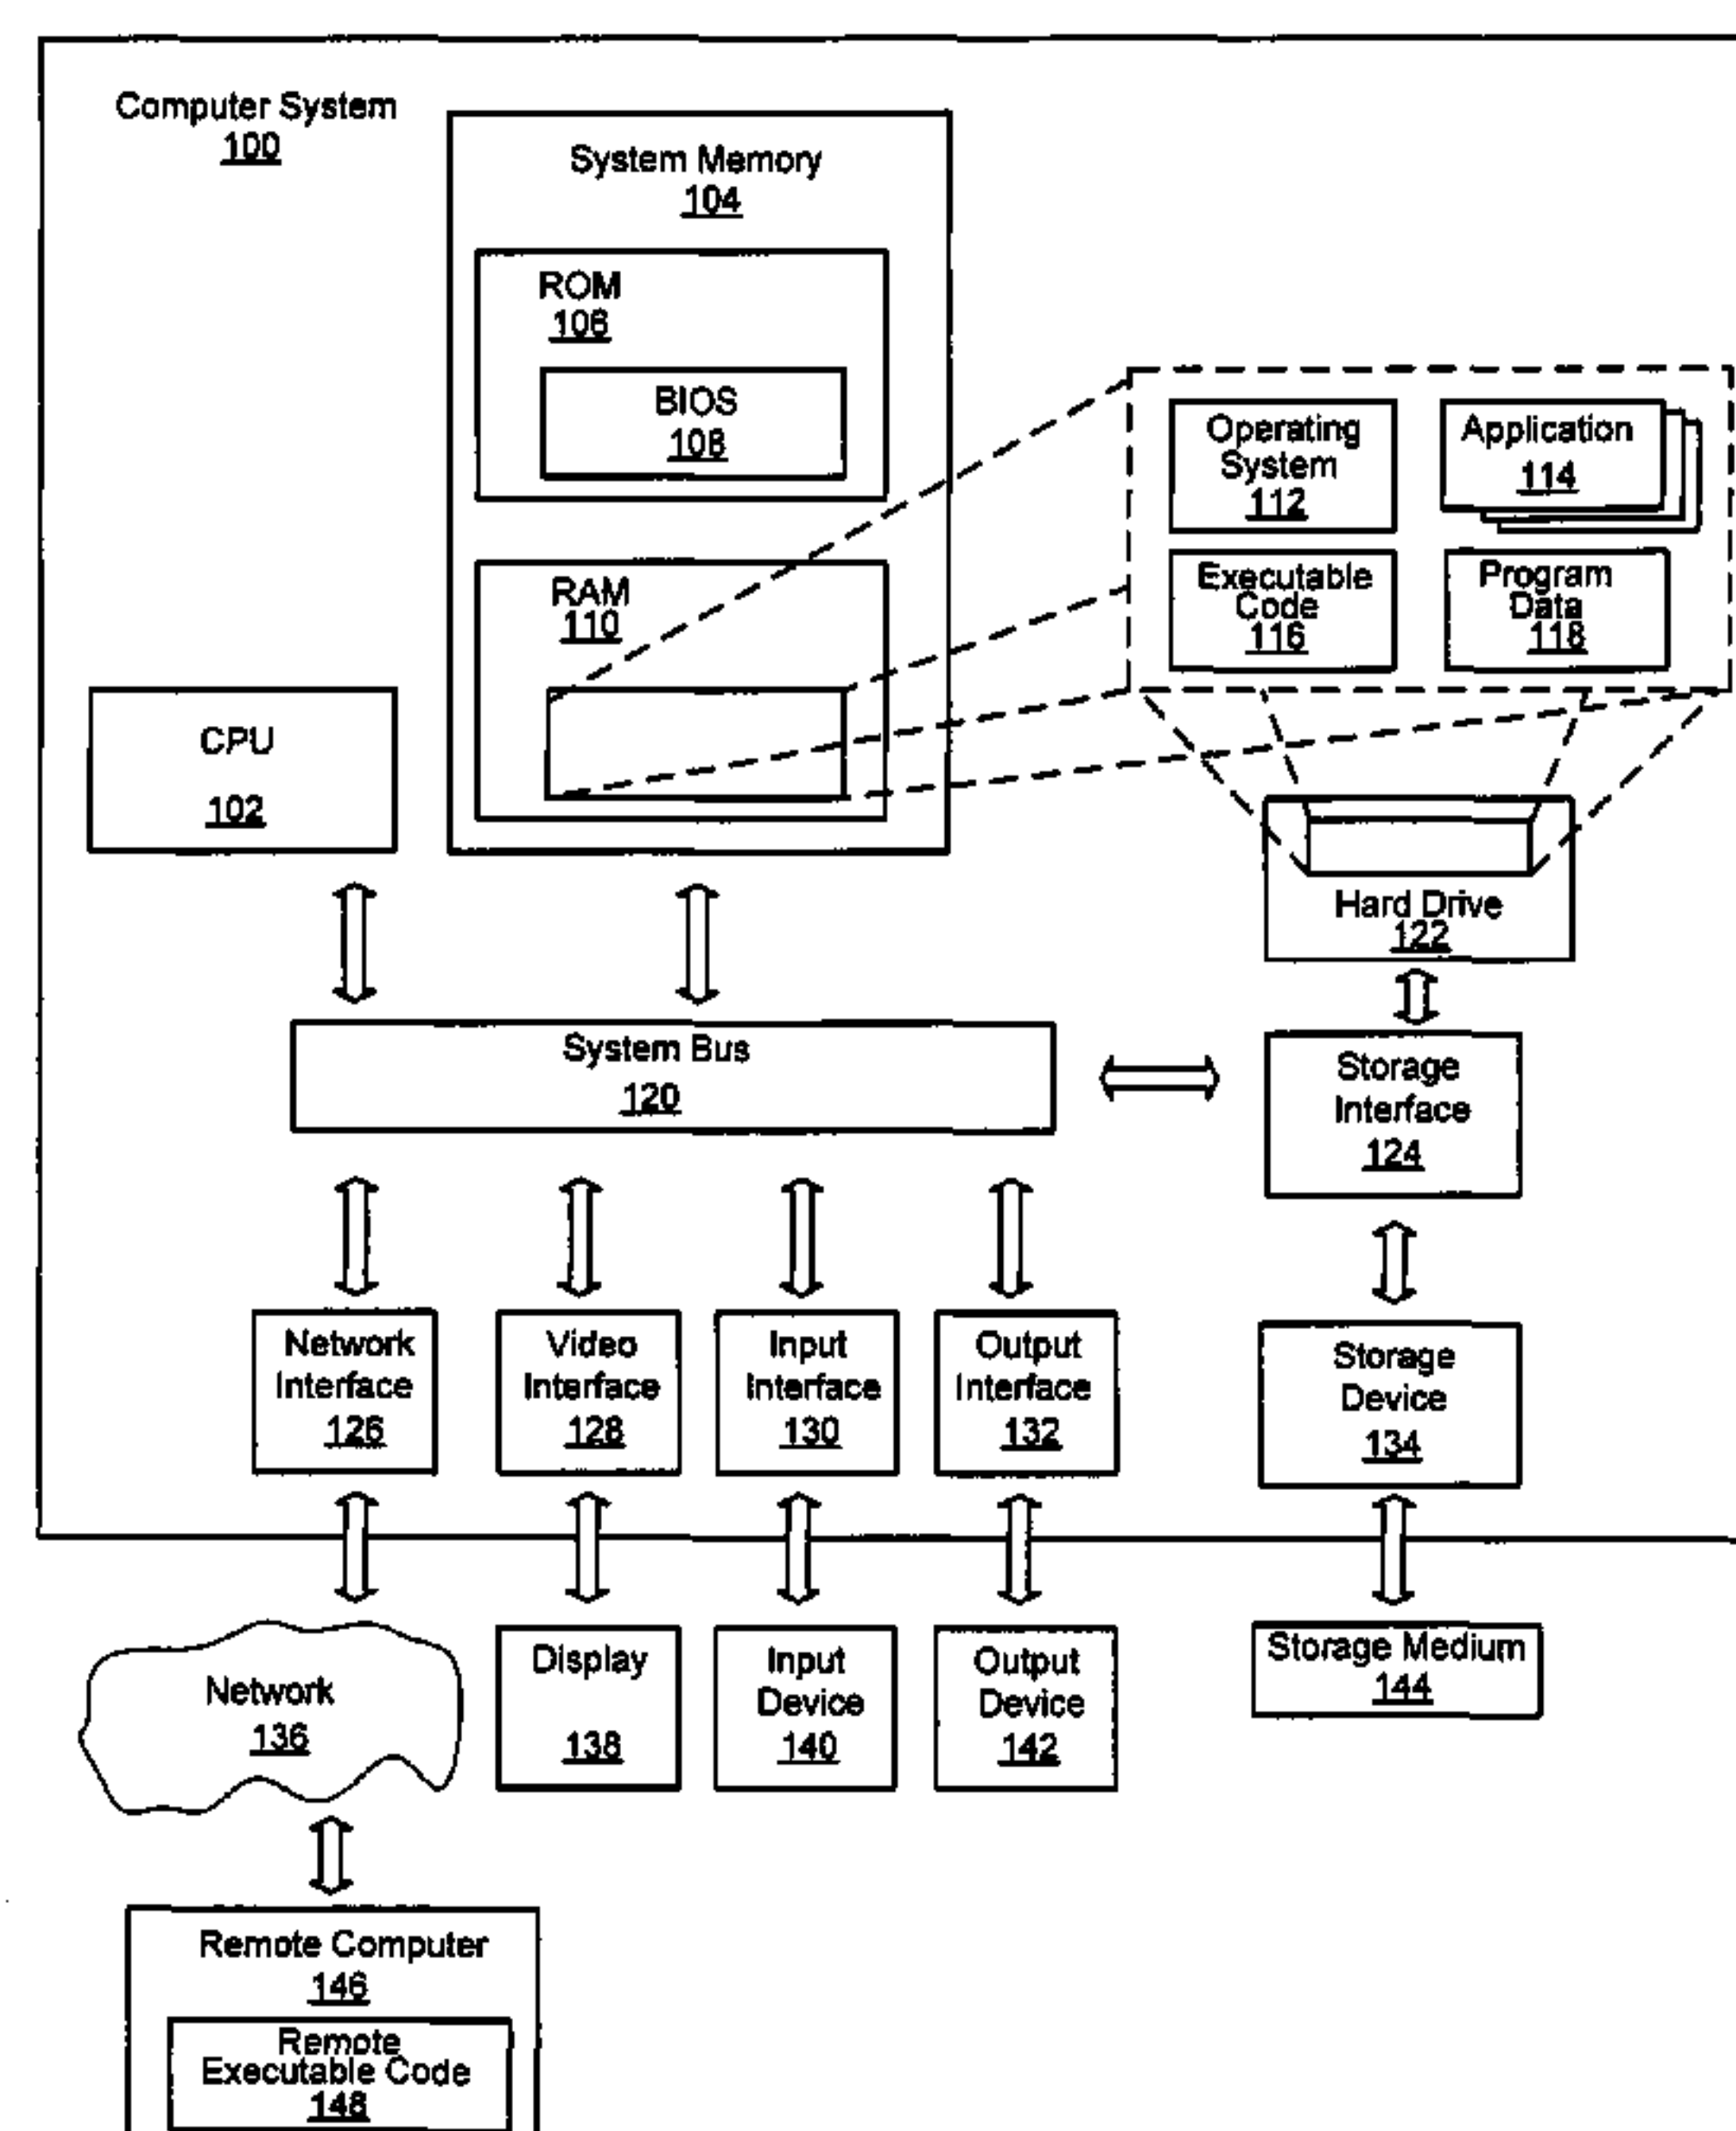 Computer System
100
System Memory
104
ROM
106
BIOS
108
RAM
110
Operating
System
112
Application
114
Executable
Code
116
Program
Data
118
CPU
102
Hard Drive
122
System Bus
120
Storage
Interface
124
Network
Interface
126
Video
Interface
128
Input
Interface
130
Output
Interface
132
Storage
Device
134
Network
136
Display
138
Input
Device
140
Output
Device
142
Storage Medium
144
Remote Computer
146
Remote
Executable Code
148